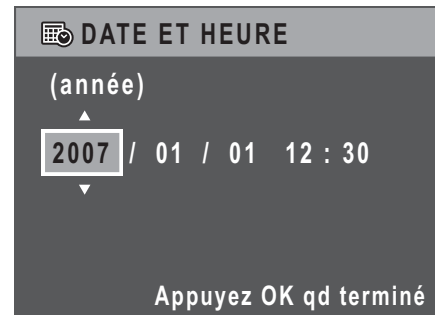 DATE ET HEURE
(année)
2007 / 01 / 01 12 : 30
Appuyez OK qd terminé